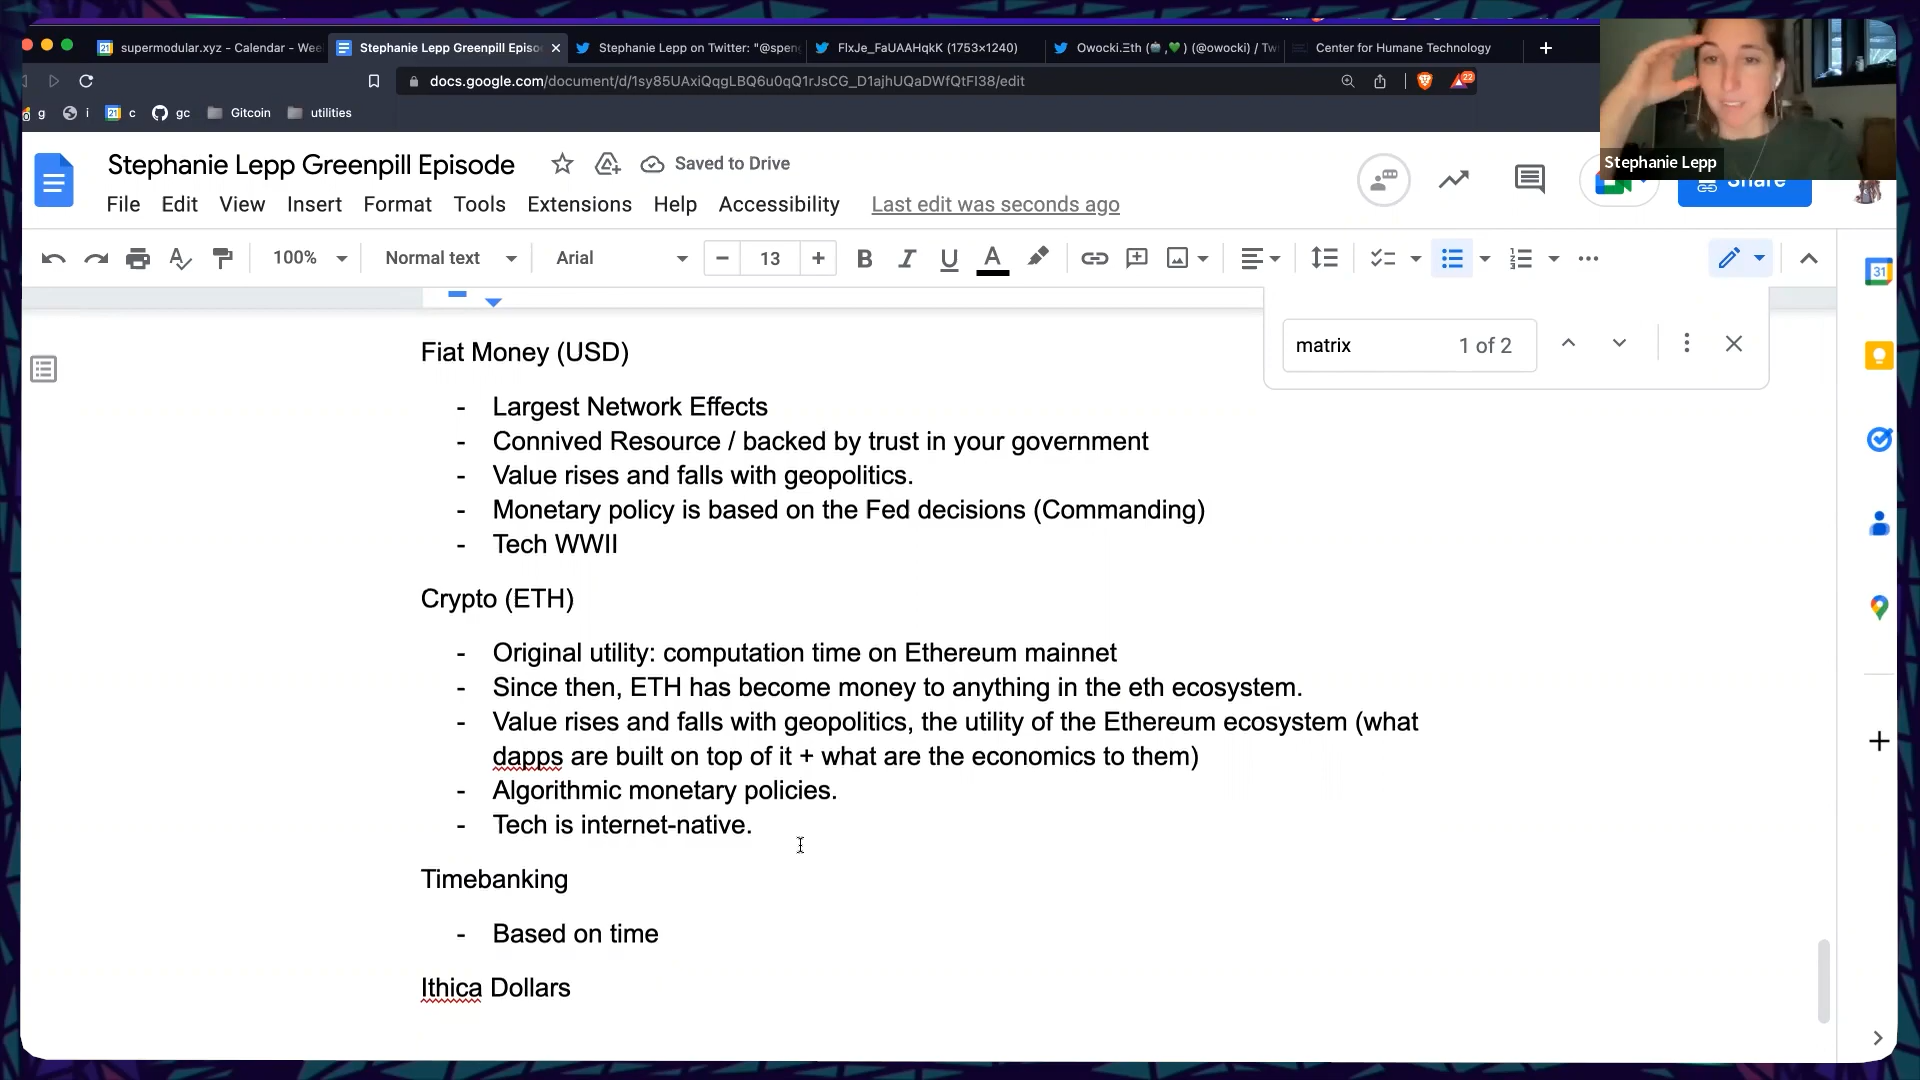 supermodular.xyz - Calendar - Wee
Stephanie Lepp Greenpill Episo
Stephanie Lepp on Twitter: "@spen
FlxJe_FaUAAHqkK (1753×1240)
(@owocki) / Tw
Center for Humane Technology
docs.google.com/document/d/1sy85UAxiQqgLBQ6u0qQ1rJsCG_D1ajhUQaDWfQtFI38/edit
22
g
i
c
gc
Gitcoin
utilities
Stephanie Lepp
Stephanie Lepp Greenpill Episode
Saved to Drive
Share
File Edit View Insert Format Tools Extensions Help Accessibility
Last edit was seconds ago
100%
Normal text
Arial
13
31
matrix
1 of 2
Fiat Money (USD)
- Largest Network Effects
- Connived Resource / backed by trust in your government
- Value rises and falls with geopolitics.
- Monetary policy is based on the Fed decisions (Commanding)
- Tech WWII
Crypto (ETH)
- Original utility: computation time on Ethereum mainnet
- Since then, ETH has become money to anything in the eth ecosystem.
- Value rises and falls with geopolitics, the utility of the Ethereum ecosystem (what
dapps are built on top of it + what are the economics to them)
- Algorithmic monetary policies.
- Tech is internet-native.
Timebanking
- Based on time
Ithica Dollars